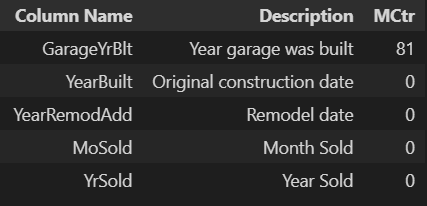 Column Name Description MCtr
GarageYrBlt Year garage was built 81
YearBuilt Original construction date 0
YearRemodAdd Remodel date 0
MoSold Month Sold 0
YrSold Year Sold 0